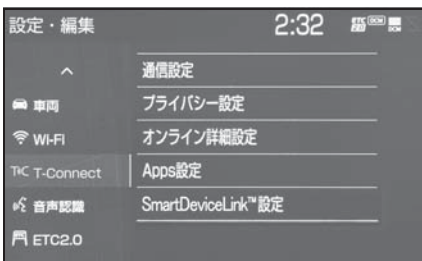 設定・編集
2:32
ETC
DCM
車両
Wi-Fi
T-Connect
音声認識
ETC2.0
通信設定
プライバシー設定
オンライン詳細設定
Apps設定
SmartDeviceLink™設定